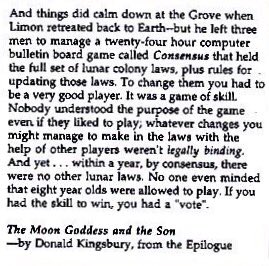 And things did calm down at the Grove when
Limon retreated back to Earth—but he left three
men to manage a twenty-four hour computer
bulletin board game called Consensus that held
the full set of lunar colony laws, plus rules for
updating those laws. To change them you had to
be a very good player. It was a game of skill.
Nobody understood the purpose of the game
even if they liked to play; whatever changes you
might manage to make in the laws with the
help of other players weren't legally binding.
And yet . . . within a year, by consensus, there
were no other lunar laws. No one even minded
that eight year olds were allowed to play. If you
had the skill to win, you had a "vote".
The Moon Goddess and the Son
—by Donald Kingsbury, from the Epilogue